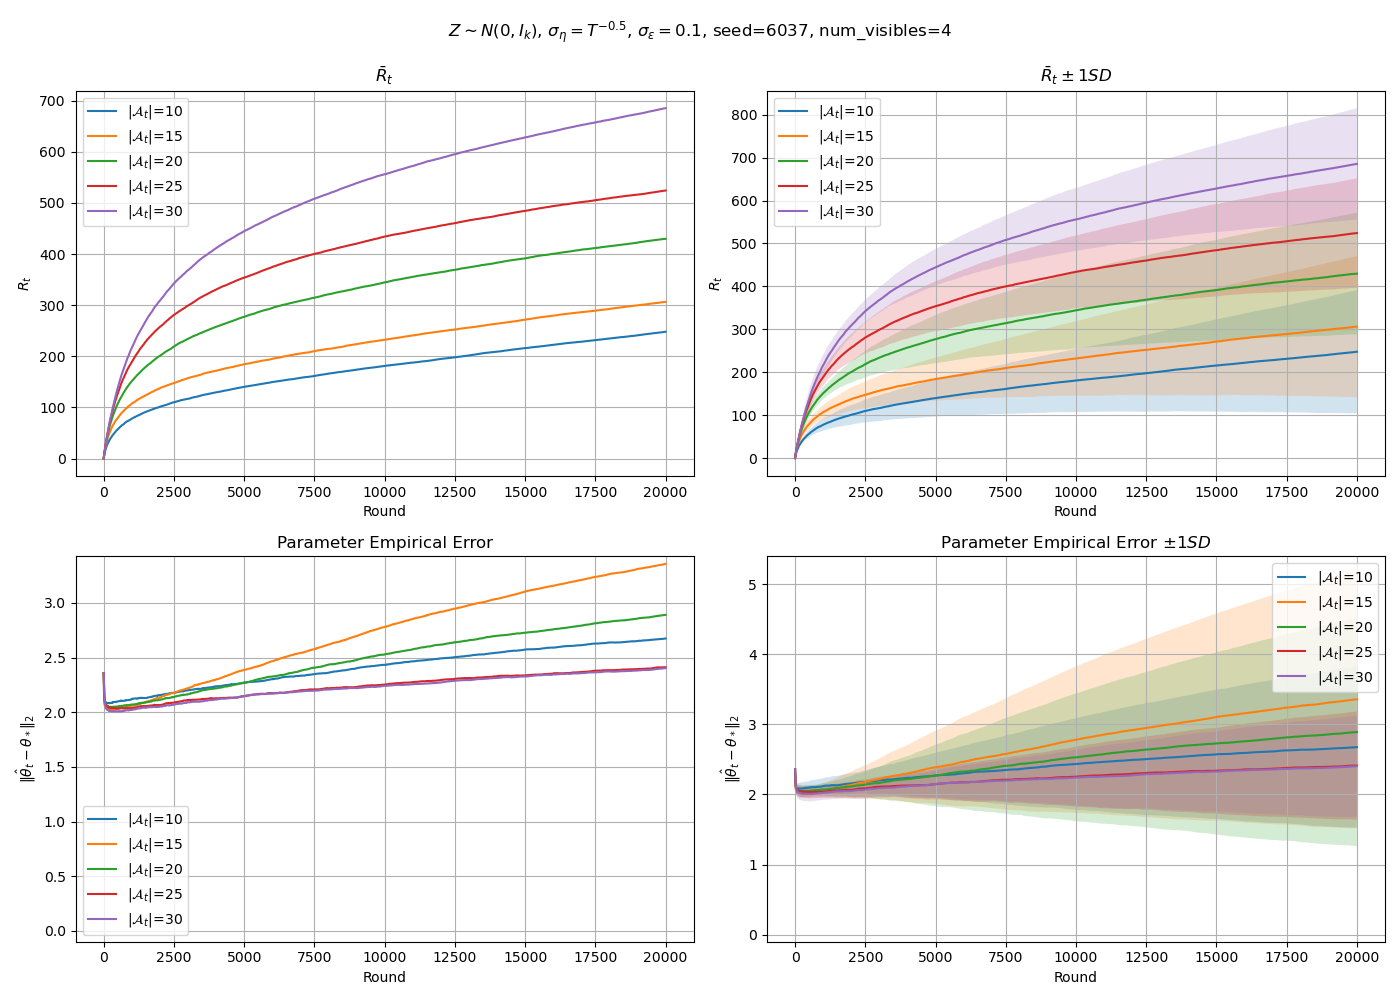 Z ∼ N(0, I_k), σ_η = T^{−0.5}, σ_ε = 0.1, seed=6037, num_visibles=4
R̄_t
700
600
500
400
300
200
100
0
R_t
|𝒜_t|=10
|𝒜_t|=15
|𝒜_t|=20
|𝒜_t|=25
|𝒜_t|=30
0 2500 5000 7500 10000 12500 15000 17500 20000
Round
R̄_t ± 1SD
800
700
600
500
400
300
200
100
0
R_t
|𝒜_t|=10
|𝒜_t|=15
|𝒜_t|=20
|𝒜_t|=25
|𝒜_t|=30
0 2500 5000 7500 10000 12500 15000 17500 20000
Round
Parameter Empirical Error
3.0
2.5
2.0
1.5
1.0
0.5
0.0
‖θ̂_t − θ_*‖_2
|𝒜_t|=10
|𝒜_t|=15
|𝒜_t|=20
|𝒜_t|=25
|𝒜_t|=30
0 2500 5000 7500 10000 12500 15000 17500 20000
Round
Parameter Empirical Error ±1SD
5
4
3
2
1
0
‖θ̂_t − θ_*‖_2
|𝒜_t|=10
|𝒜_t|=15
|𝒜_t|=20
|𝒜_t|=25
|𝒜_t|=30
0 2500 5000 7500 10000 12500 15000 17500 20000
Round